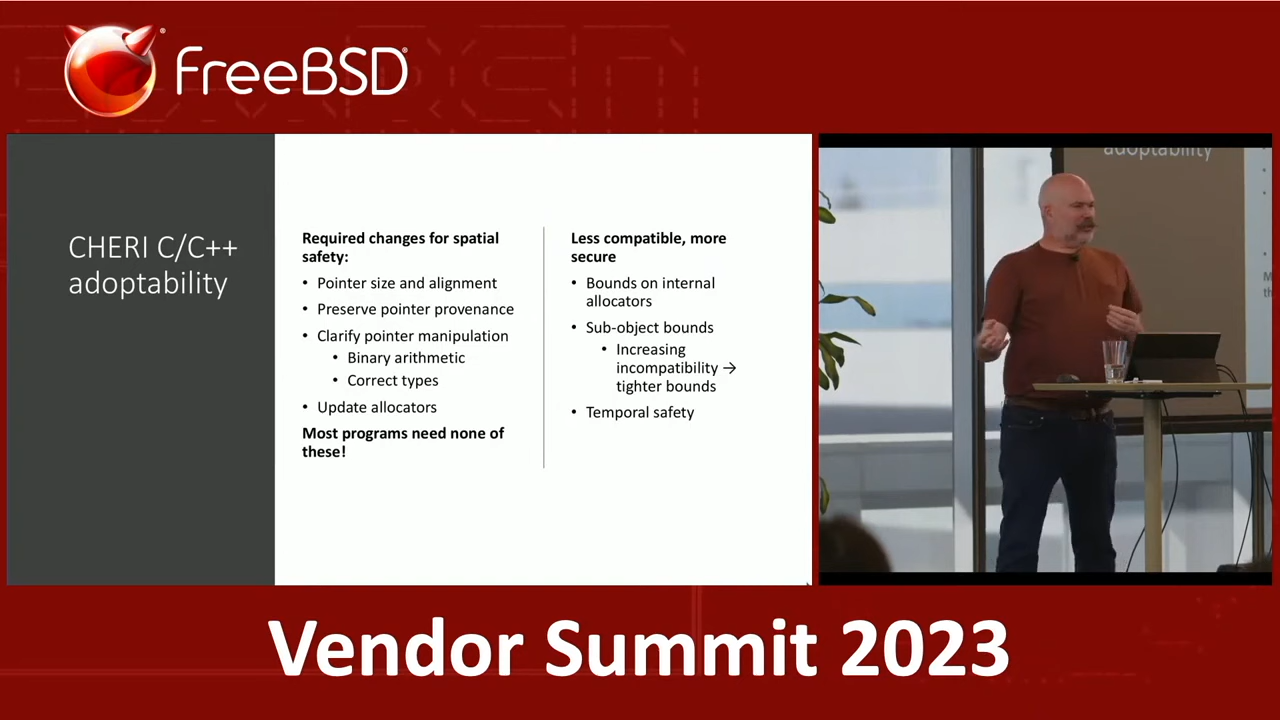 FreeBSD®
CHERI C/C++
adoptability
Required changes for spatial
safety:
• Pointer size and alignment
• Preserve pointer provenance
• Clarify pointer manipulation
• Binary arithmetic
• Correct types
• Update allocators
Most programs need none of
these!
Less compatible, more
secure
• Bounds on internal
allocators
• Sub-object bounds
• Increasing
incompatibility →
tighter bounds
• Temporal safety
adoptability
Vendor Summit 2023